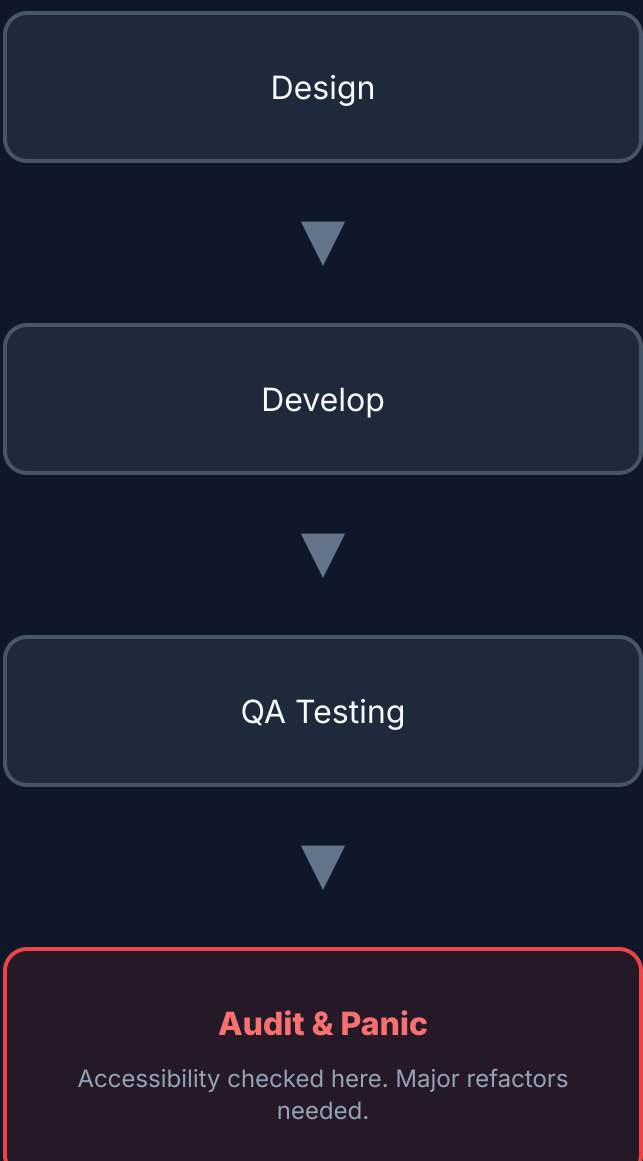 Design
Develop
QA Testing
Audit & Panic
Accessibility checked here. Major refactors
needed.